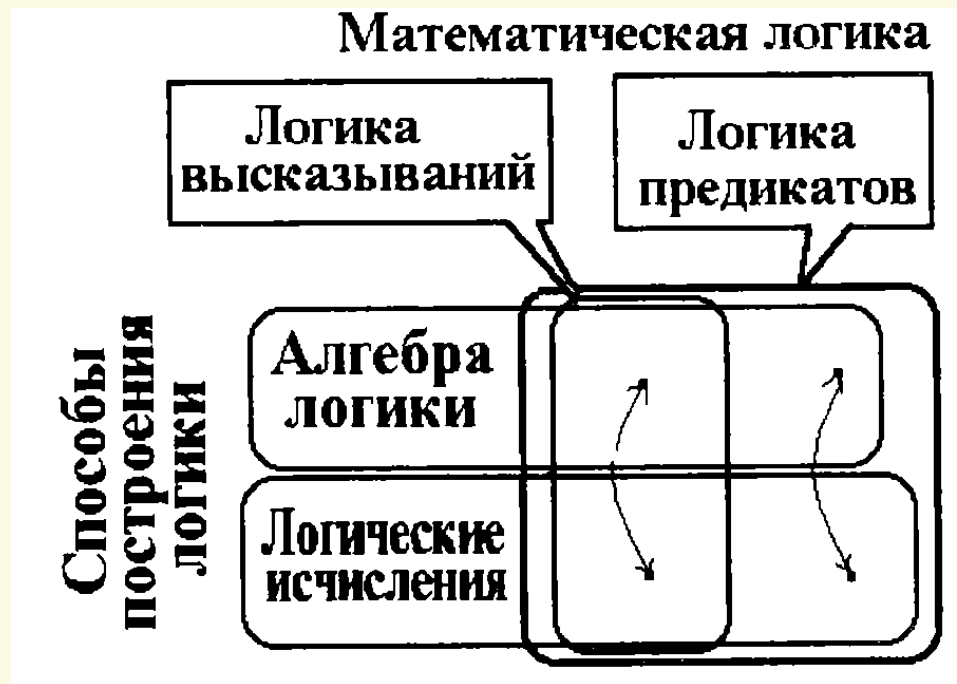 Математическая логика
Логика
высказываний
Логика
предикатов
Способы
построения
логики
Алгебра
логики
Логические
исчисления